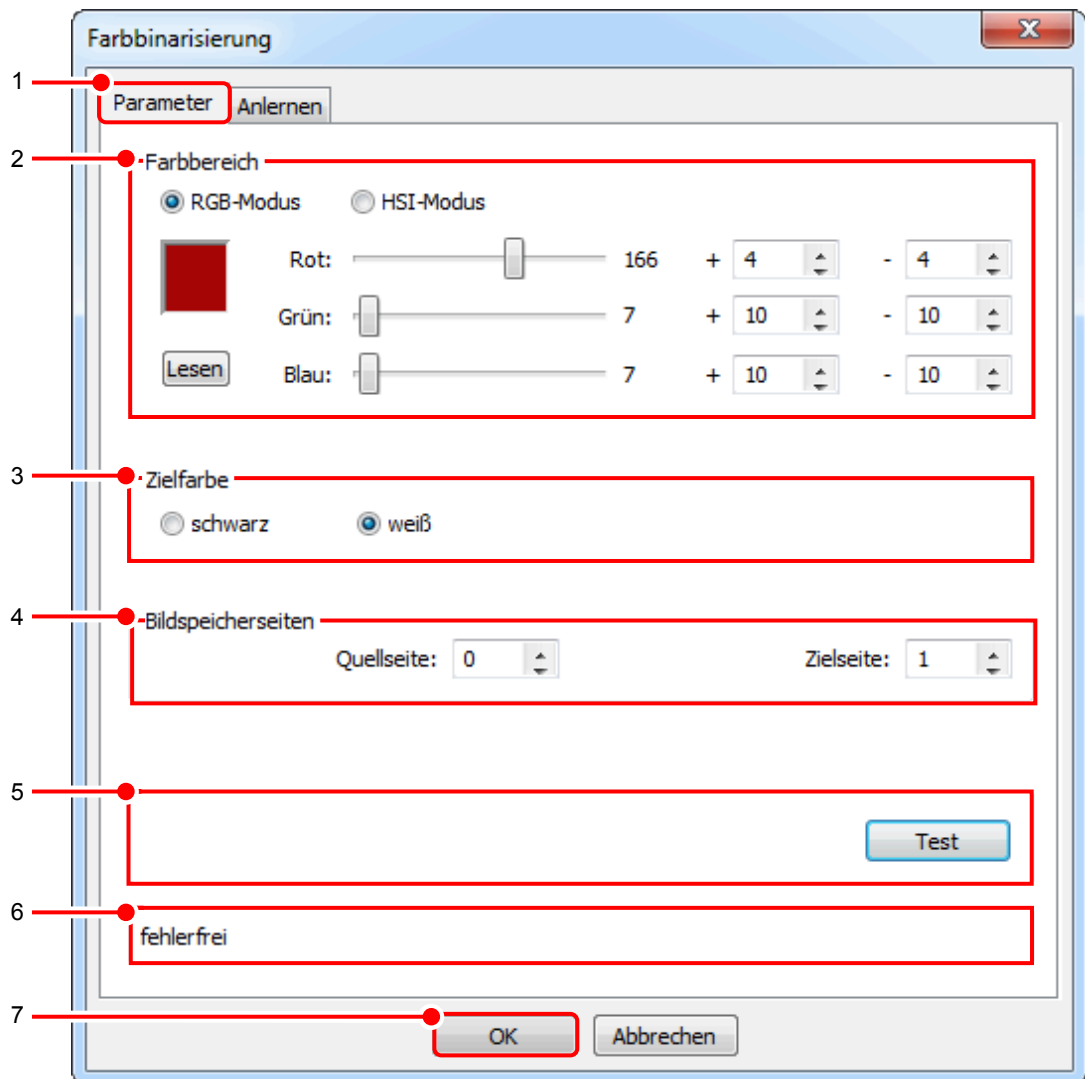 Farbbinarisierung
1
Parameter Anlernen
2
Farbbereich
RGB-Modus HSI-Modus
Rot: 166 + 4 - 4
Grün: 7 + 10 - 10
Lesen Blau: 7 + 10 - 10
3
Zielfarbe
schwarz weiß
4
Bildspeicherseiten
Quellseite: 0 Zielseite: 1
5
Test
6
fehlerfrei
7
OK Abbrechen